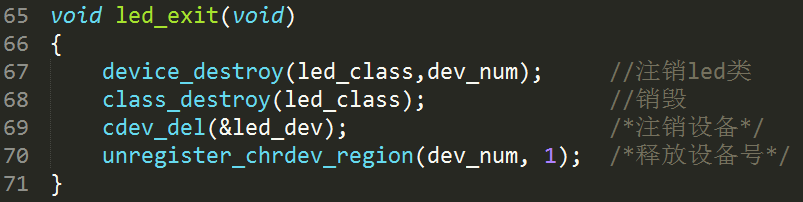 65 void led_exit(void)
66 {
67     device_destroy(led_class,dev_num);      //注销led类
68     class_destroy(led_class);               //销毁
69     cdev_del(&led_dev);                     /*注销设备*/
70     unregister_chrdev_region(dev_num, 1);   /*释放设备号*/
71 }